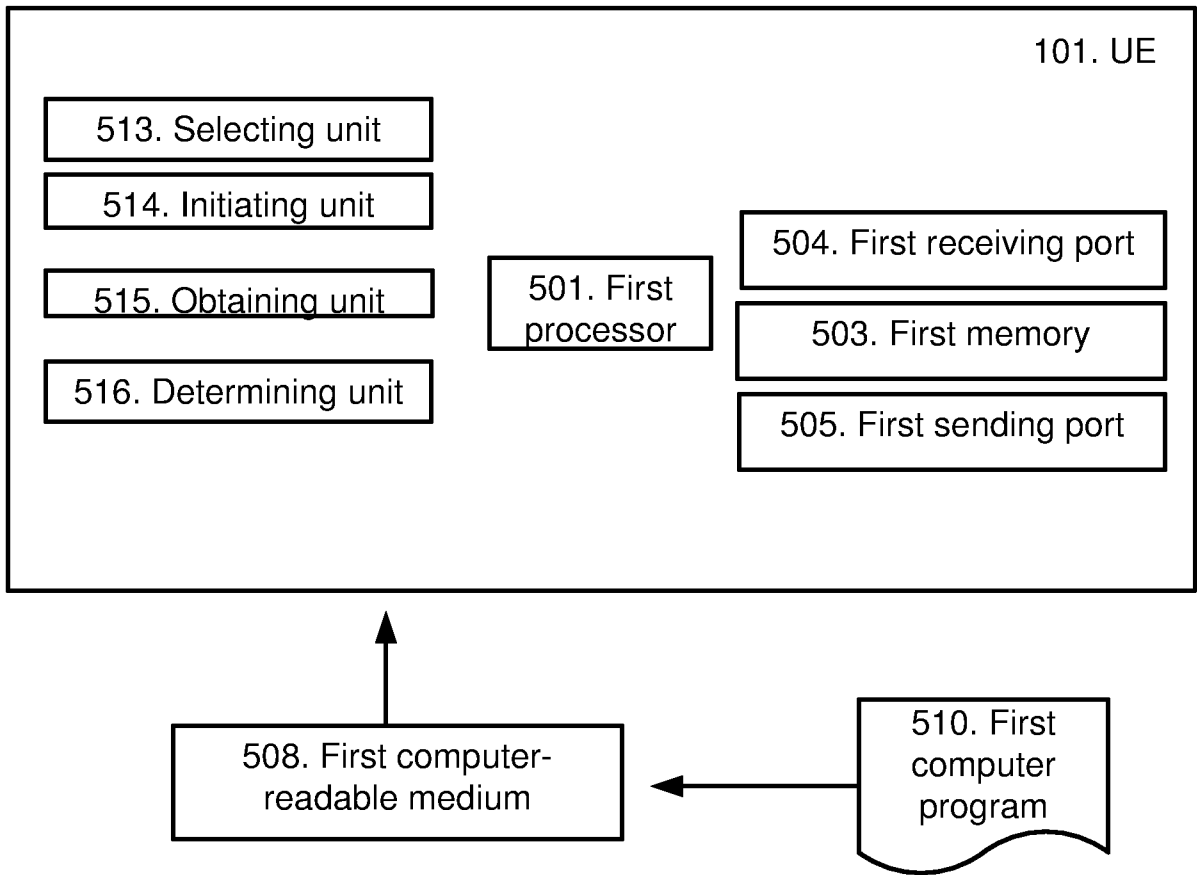 101. UE
513. Selecting unit
514. Initiating unit
515. Obtaining unit
516. Determining unit
501. First
processor
504. First receiving port
503. First memory
505. First sending port
508. First computer-
readable medium
510. First
computer
program